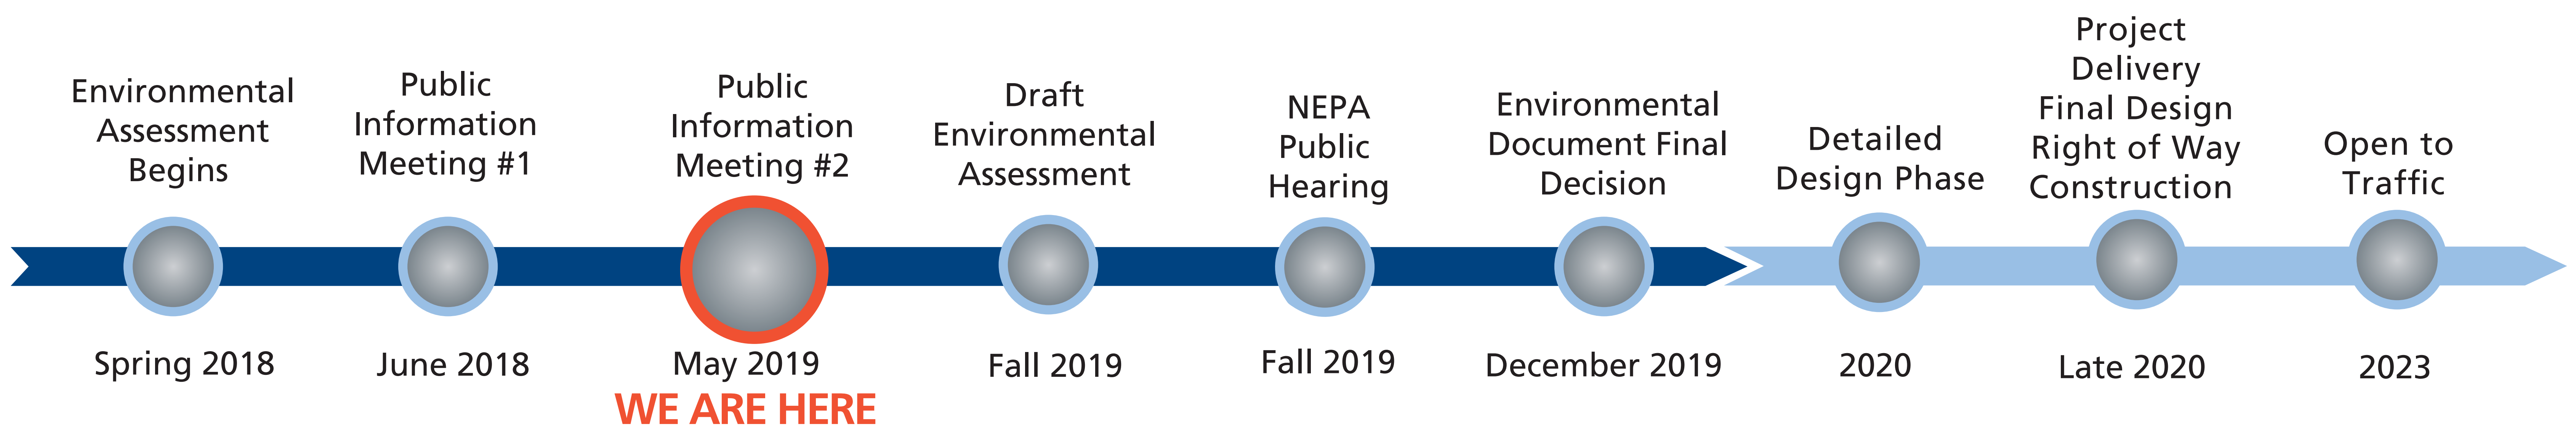 Environmental
Assessment
Begins
Spring 2018
Public
Information
Meeting #1
June 2018
Public
Information
Meeting #2
May 2019
WE ARE HERE
Draft
Environmental
Assessment
Fall 2019
NEPA
Public
Hearing
Fall 2019
Environmental
Document Final
Decision
December 2019
Detailed
Design Phase
2020
Project
Delivery
Final Design
Right of Way
Construction
Late 2020
Open to
Traffic
2023